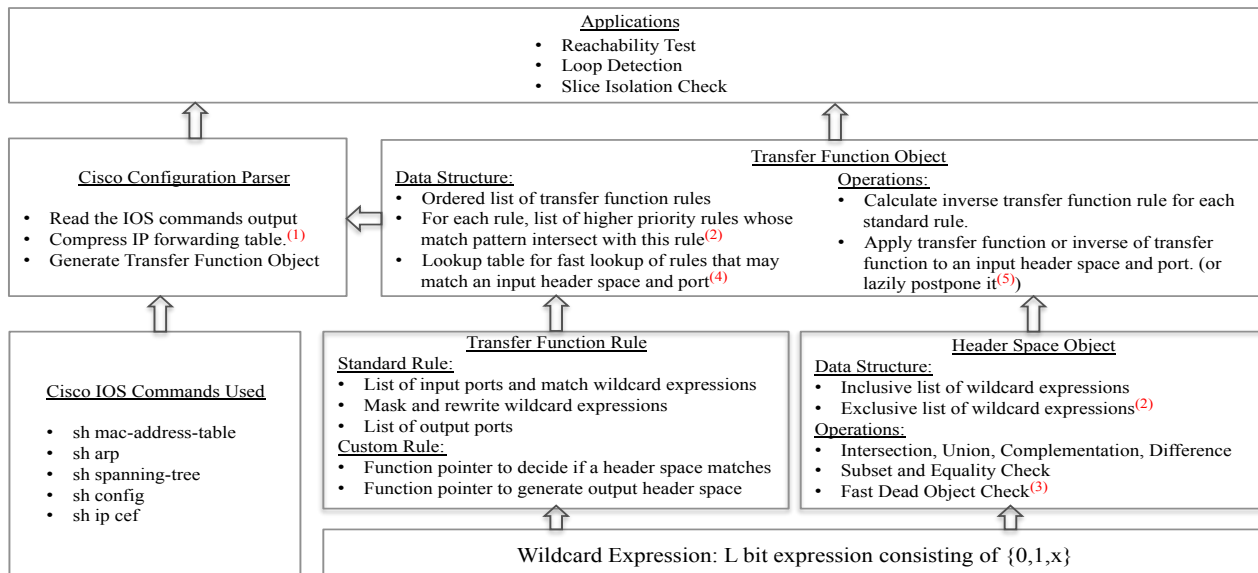 Applications
• Reachability Test
• Loop Detection
• Slice Isolation Check
Cisco Configuration Parser
• Read the IOS commands output
• Compress IP forwarding table.(1)
• Generate Transfer Function Object
Transfer Function Object
Data Structure:
• Ordered list of transfer function rules
• For each rule, list of higher priority rules whose
match pattern intersect with this rule(2)
• Lookup table for fast lookup of rules that may
match an input header space and port(4)
Operations:
• Calculate inverse transfer function rule for each
standard rule.
• Apply transfer function or inverse of transfer
function to an input header space and port. (or
lazily postpone it(5))
Cisco IOS Commands Used
• sh mac-address-table
• sh arp
• sh spanning-tree
• sh config
• sh ip cef
Transfer Function Rule
Standard Rule:
• List of input ports and match wildcard expressions
• Mask and rewrite wildcard expressions
• List of output ports
Custom Rule:
• Function pointer to decide if a header space matches
• Function pointer to generate output header space
Header Space Object
Data Structure:
• Inclusive list of wildcard expressions
• Exclusive list of wildcard expressions(2)
Operations:
• Intersection, Union, Complementation, Difference
• Subset and Equality Check
• Fast Dead Object Check(3)
Wildcard Expression: L bit expression consisting of {0,1,x}